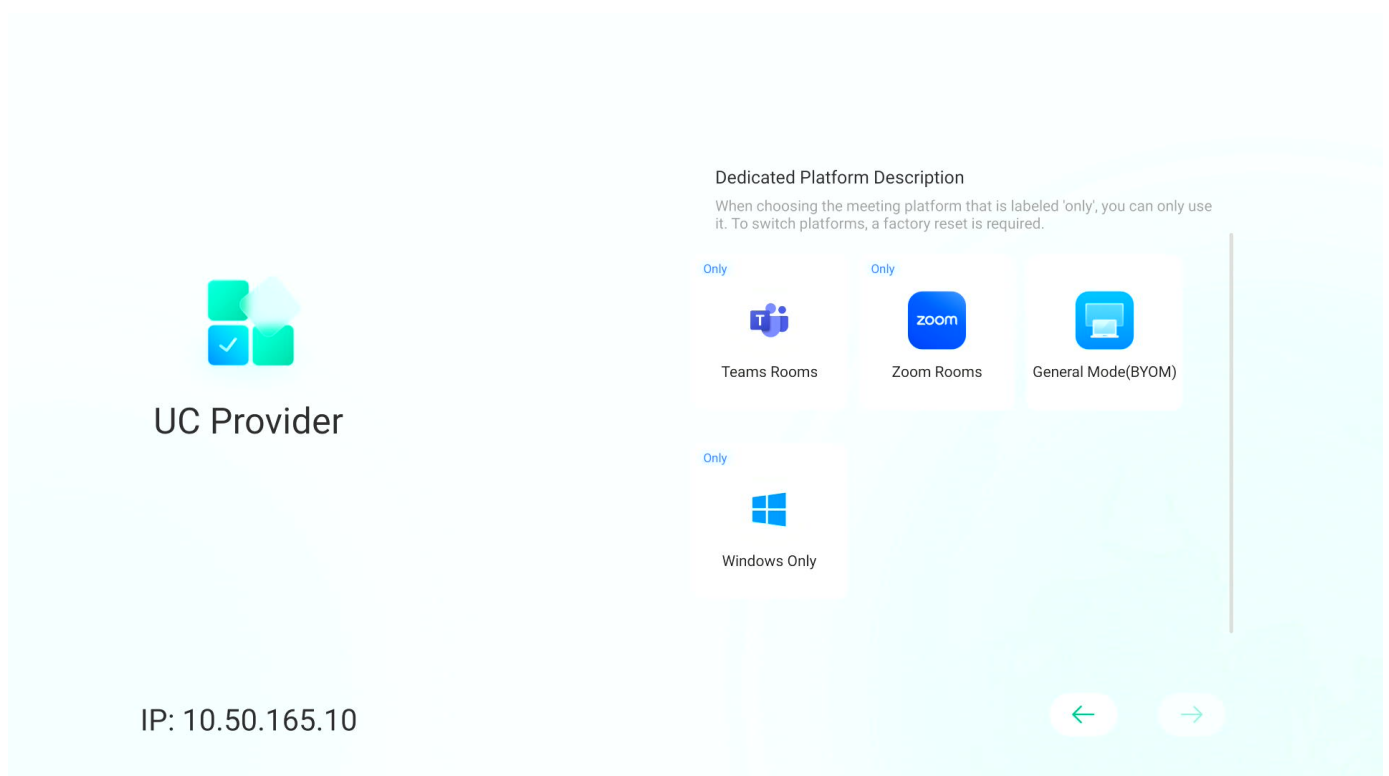 Dedicated Platform Description
When choosing the meeting platform that is labeled 'only', you can only use
it. To switch platforms, a factory reset is required.
Only
Only
T
zoom
Teams Rooms
Zoom Rooms
General Mode(BYOM)
UC Provider
Only
Windows Only
IP: 10.50.165.10